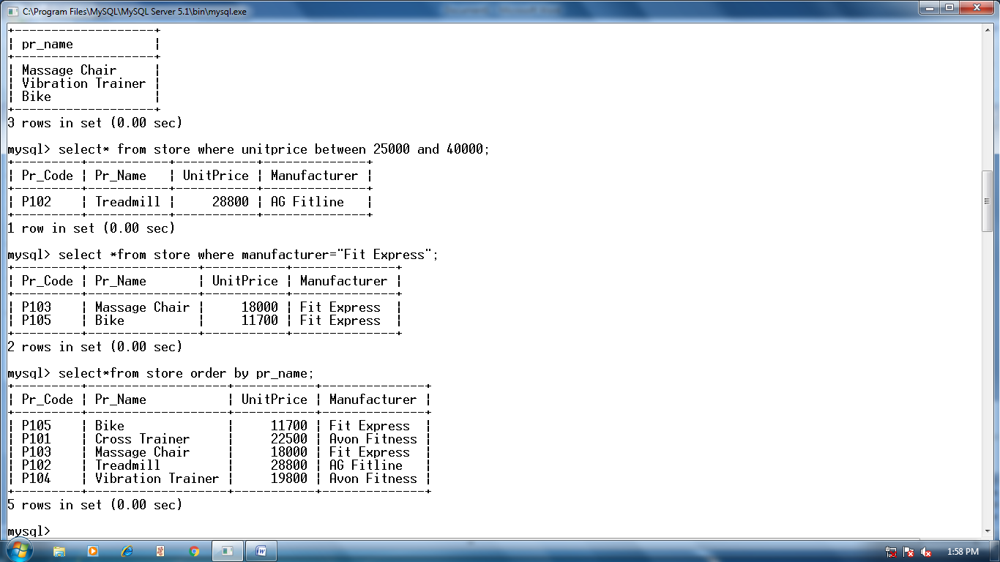 C:\Program Files\MySQL\MySQL Server 5.1\bin\mysql.exe
+-------------------+
| pr_name           |
+-------------------+
| Massage Chair     |
| Vibration Trainer |
| Bike              |
+-------------------+
3 rows in set (0.00 sec)
mysql> select* from store where unitprice between 25000 and 40000;
+---------+-----------+-----------+--------------+
| Pr_Code | Pr_Name   | UnitPrice | Manufacturer |
+---------+-----------+-----------+--------------+
| P102    | Treadmill |     28800 | AG Fitline   |
+---------+-----------+-----------+--------------+
1 row in set (0.00 sec)
mysql> select *from store where manufacturer="Fit Express";
+---------+---------------+-----------+--------------+
| Pr_Code | Pr_Name       | UnitPrice | Manufacturer |
+---------+---------------+-----------+--------------+
| P103    | Massage Chair |     18000 | Fit Express  |
| P105    | Bike          |     11700 | Fit Express  |
+---------+---------------+-----------+--------------+
2 rows in set (0.00 sec)
mysql> select*from store order by pr_name;
+---------+-------------------+-----------+--------------+
| Pr_Code | Pr_Name           | UnitPrice | Manufacturer |
+---------+-------------------+-----------+--------------+
| P105    | Bike              |     11700 | Fit Express  |
| P101    | Cross Trainer     |     22500 | Avon Fitness |
| P103    | Massage Chair     |     18000 | Fit Express  |
| P102    | Treadmill         |     28800 | AG Fitline   |
| P104    | Vibration Trainer |     19800 | Avon Fitness |
+---------+-------------------+-----------+--------------+
5 rows in set (0.00 sec)
mysql>
1:58 PM